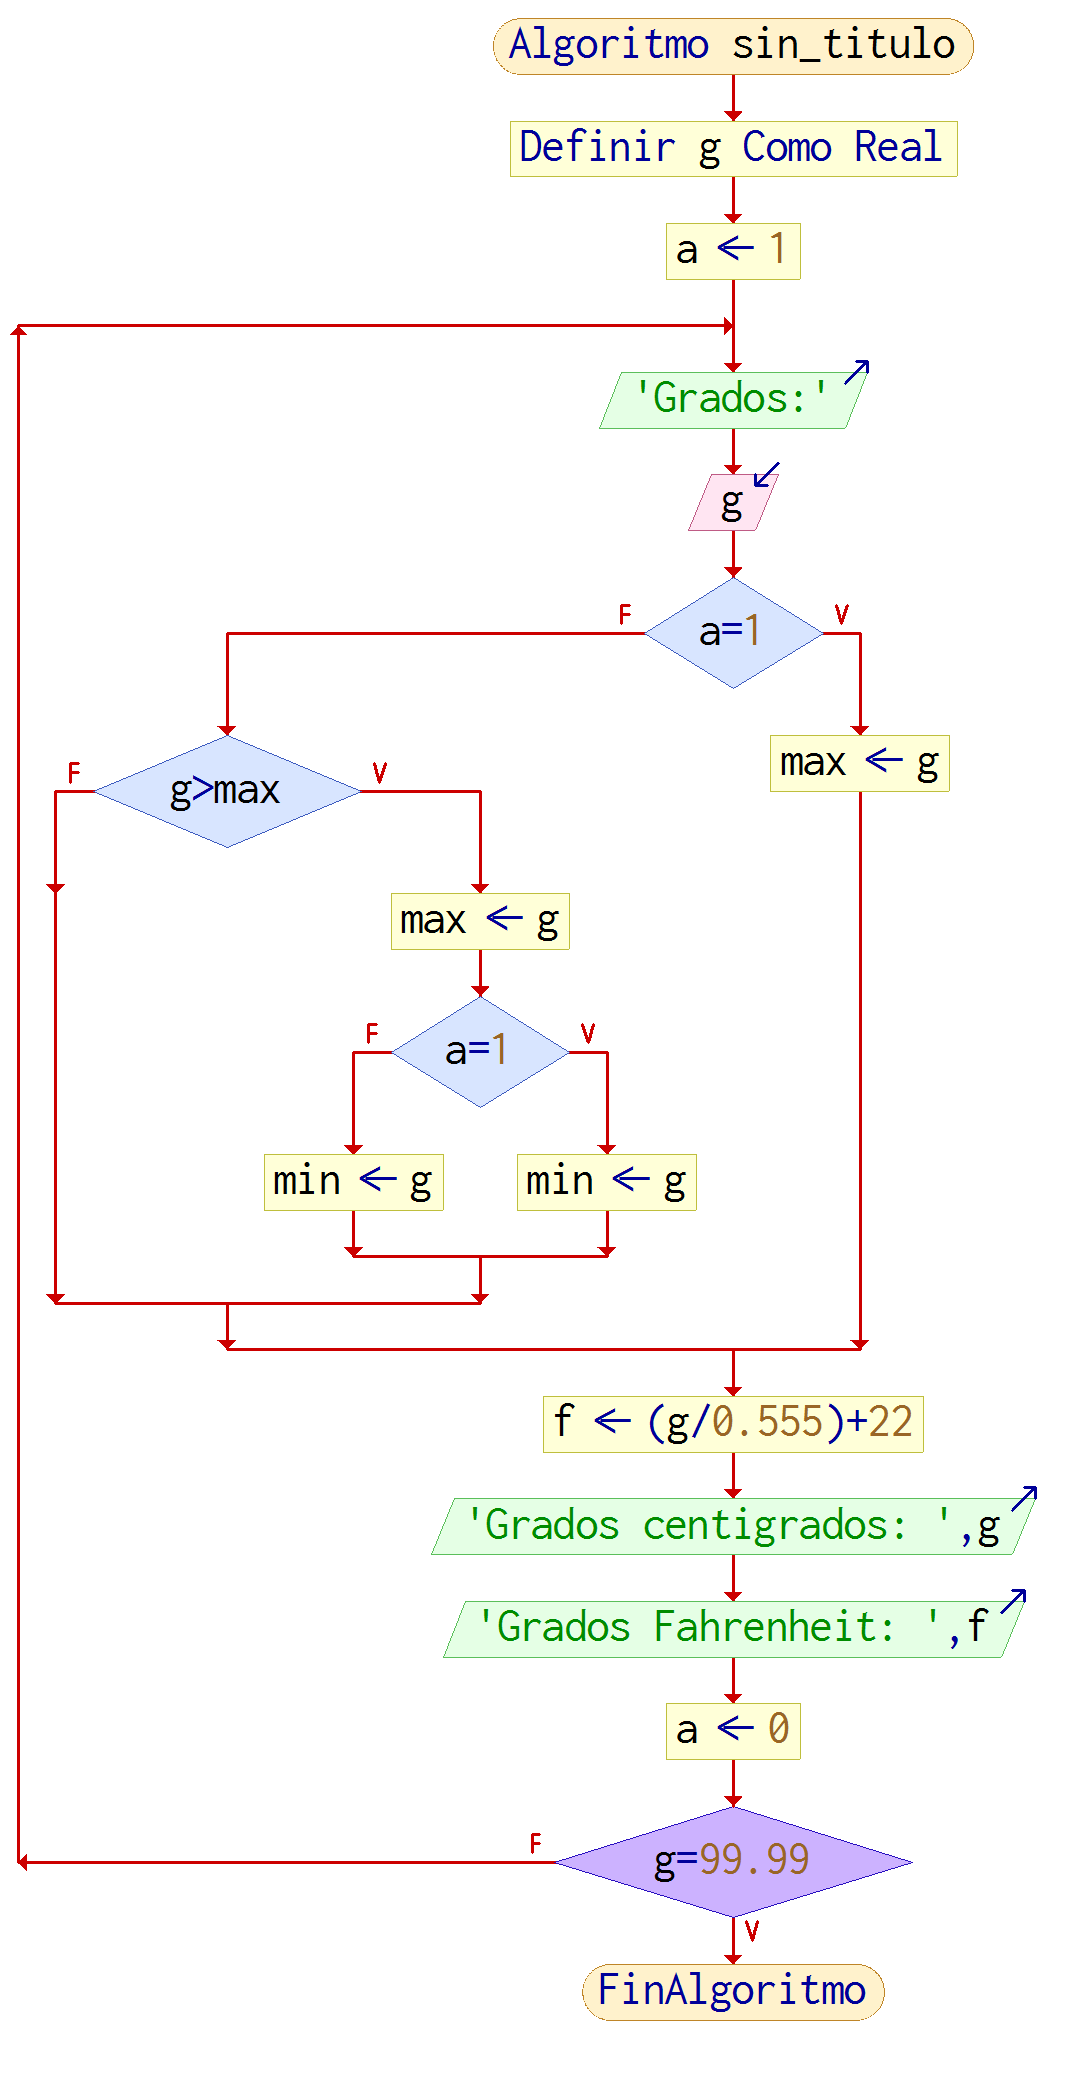 Algoritmo sin_titulo
Definir g Como Real
a ← 1
'Grados:'
g
F
a=1
V
max ← g
F
g>max
V
max ← g
F
a=1
V
min ← g
min ← g
f ← (g/0.555)+22
'Grados centigrados: ',g
'Grados Fahrenheit: ',f
a ← 0
F
g=99.99
V
FinAlgoritmo